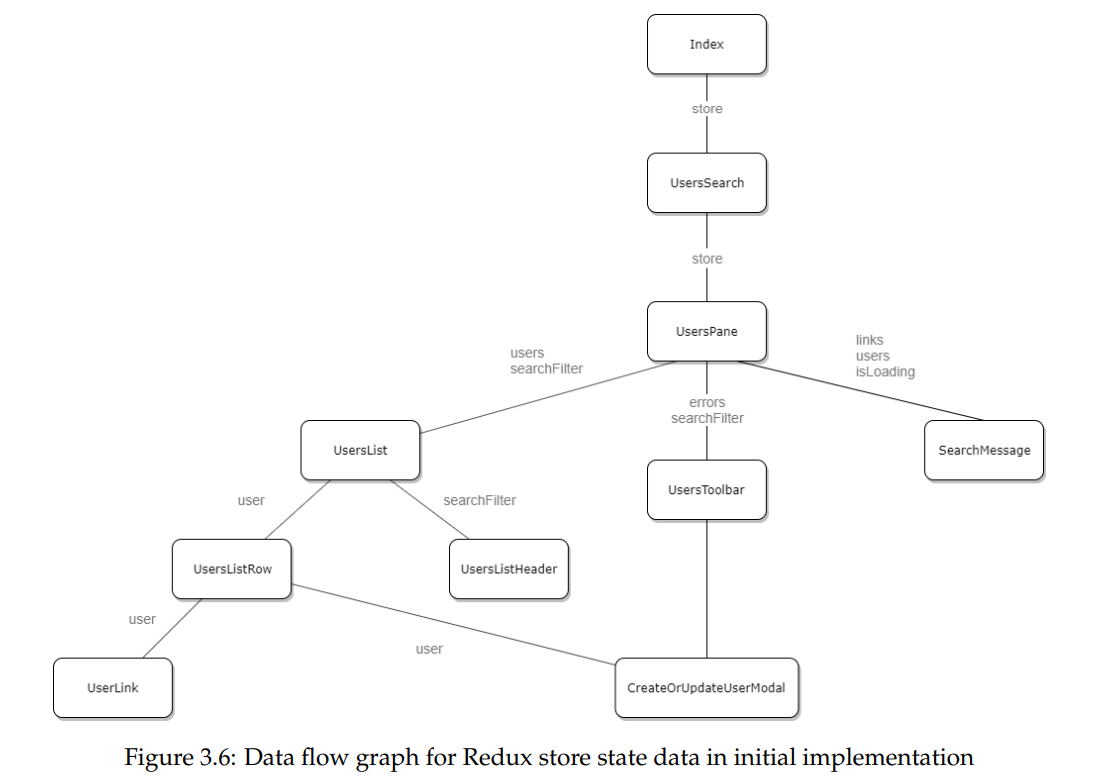 Index
store
UsersSearch
store
UsersPane
users
searchFilter
links
users
isLoading
errors
searchFilter
UsersList
SearchMessage
UsersToolbar
user
searchFilter
UsersListRow
UsersListHeader
user
user
UserLink
CreateOrUpdateUserModal
Figure 3.6: Data flow graph for Redux store state data in initial implementation